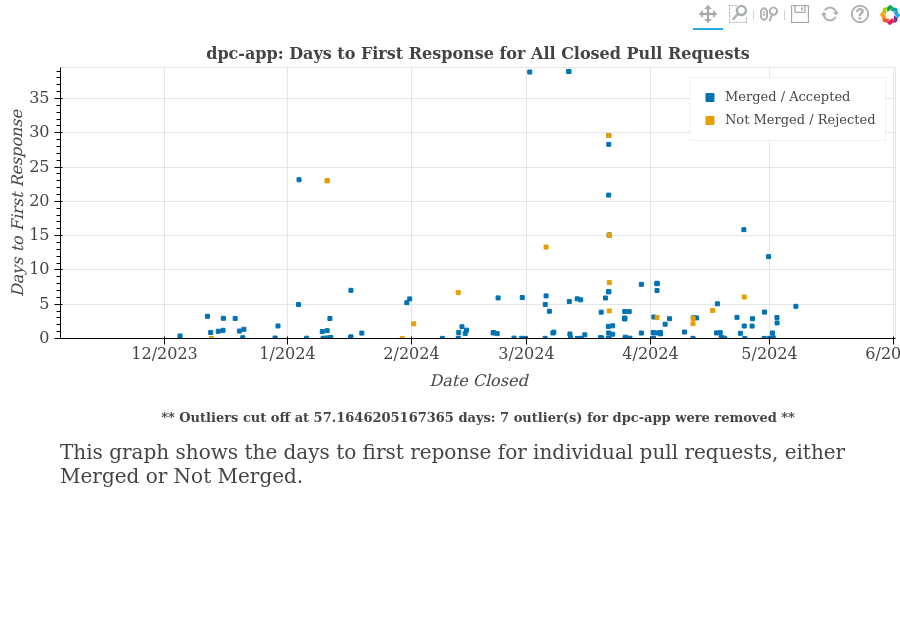 dpc-app: Days to First Response for All Closed Pull Requests
Merged / Accepted
Not Merged / Rejected
Days to First Response
35
30
25
20
15
10
5
0
12/2023 1/2024 2/2024 3/2024 4/2024 5/2024 6/20
Date Closed
** Outliers cut off at 57.1646205167365 days: 7 outlier(s) for dpc-app were removed **
This graph shows the days to first reponse for individual pull requests, either
Merged or Not Merged.